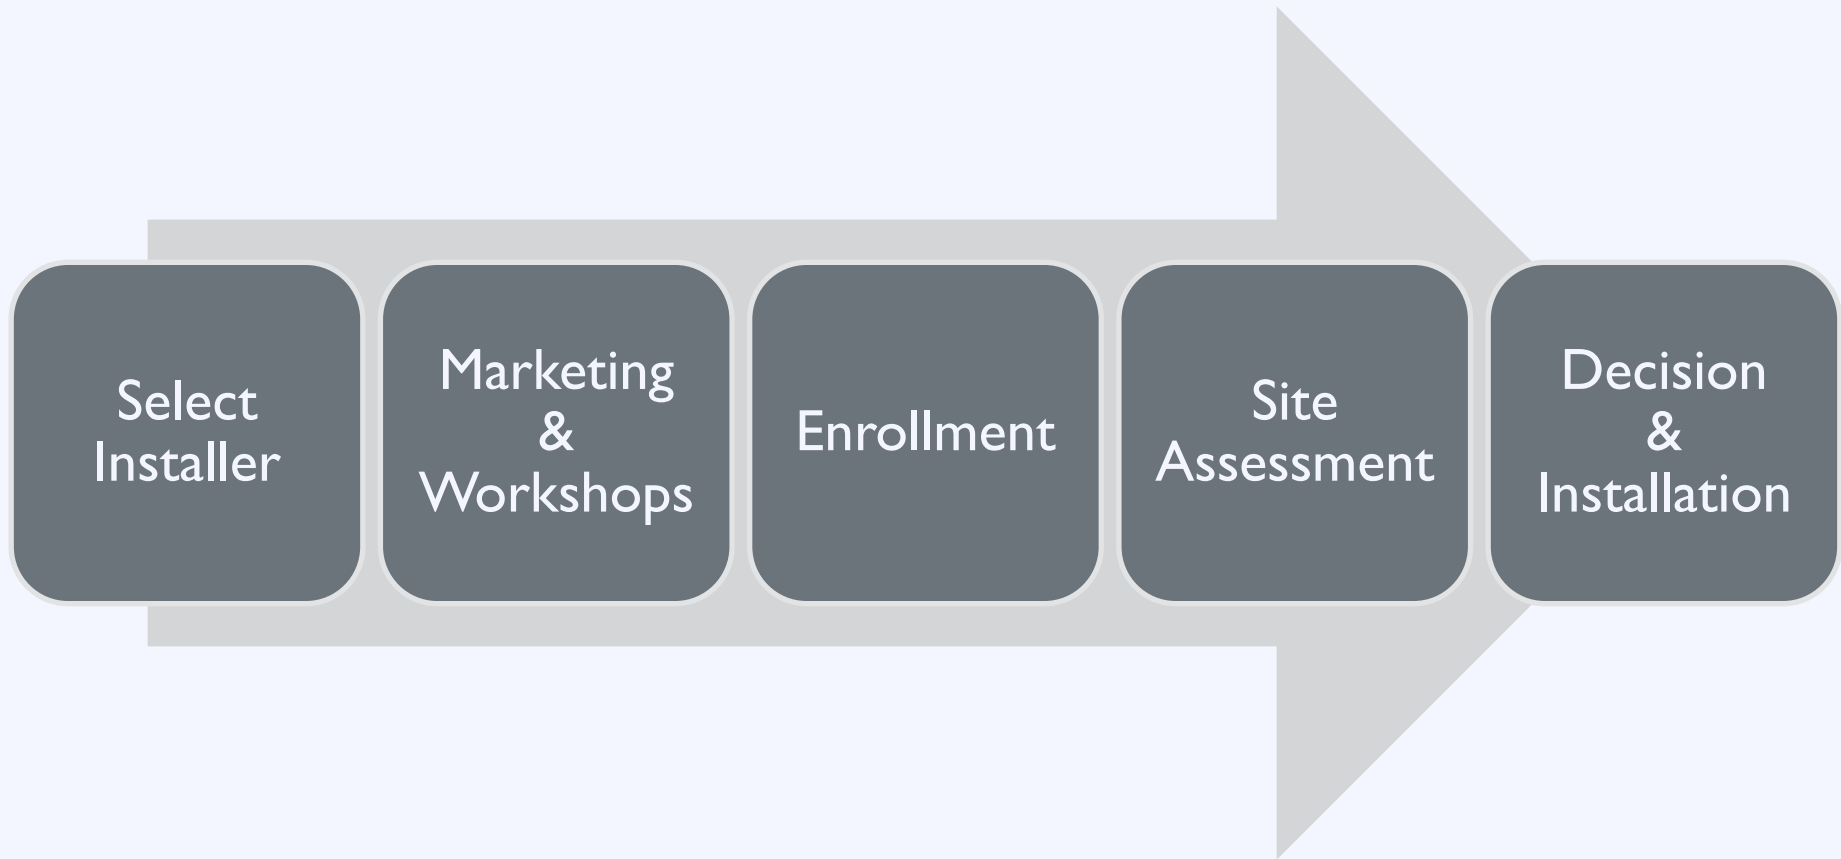 Select
Installer
Marketing
&
Workshops
Enrollment
Site
Assessment
Decision
&
Installation